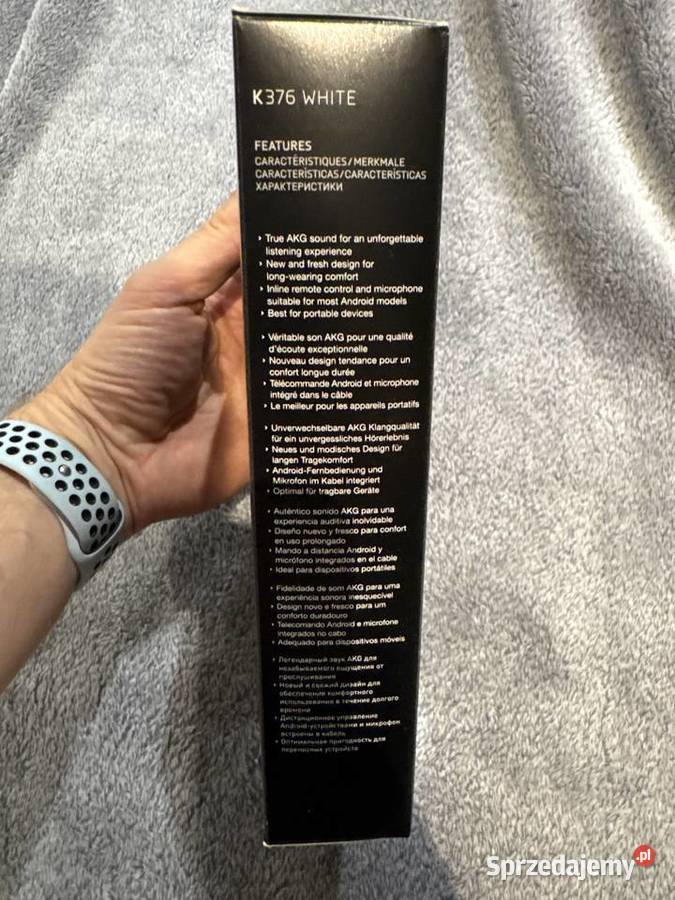 K376 WHITE
FEATURES
CARACTÉRISTIQUES/MERKMALE
CARACTERÍSTICAS/CARACTERÍSTICAS
ХАРАКТЕРИСТИКИ
‣ True AKG sound for an unforgettable
listening experience
‣ New and fresh design for
long-wearing comfort
‣ Inline remote control and microphone
suitable for most Android models
‣ Best for portable devices
‣ Véritable son AKG pour une qualité
d'écoute exceptionnelle
‣ Nouveau design tendance pour un
confort longue durée
‣ Télécommande Android et microphone
intégré dans le câble
‣ Le meilleur pour les appareils portatifs
‣ Unverwechselbare AKG Klangqualität
für ein unvergessliches Hörerlebnis
‣ Neues und modisches Design für
langen Tragekomfort
‣ Android-Fernbedienung und
Mikrofon im Kabel integriert
‣ Optimal für tragbare Geräte
‣ Auténtico sonido AKG para una
experiencia auditiva inolvidable
‣ Diseño nuevo y fresco para confort
en uso prolongado
‣ Mando a distancia Android y
micrófono integrados en el cable
‣ Ideal para dispositivos portátiles
‣ Fidelidade de som AKG para uma
experiência sonora inesquecível
‣ Design novo e fresco para um
conforto duradouro
‣ Telecomando Android e microfone
integrados no cabo
‣ Adequado para dispositivos móveis
‣ Легендарный звук AKG для
незабываемого ощущения от
прослушивания
‣ Новый и свежий дизайн для
обеспечения комфортного
использования в течение долгого
времени
‣ Дистанционное управление
Android-устройствами и микрофон
встроены в кабель
‣ Оптимальная пригодность для
переносных устройств
Sprzedajemy.pl